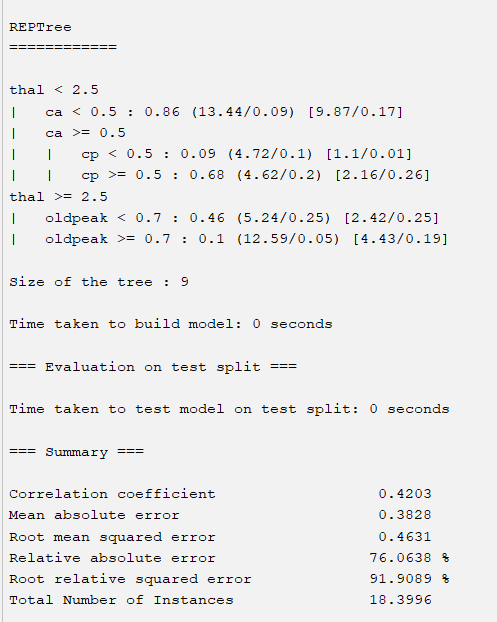 REPTree
============
thal < 2.5
|   ca < 0.5 : 0.86 (13.44/0.09) [9.87/0.17]
|   ca >= 0.5
|   |   cp < 0.5 : 0.09 (4.72/0.1) [1.1/0.01]
|   |   cp >= 0.5 : 0.68 (4.62/0.2) [2.16/0.26]
thal >= 2.5
|   oldpeak < 0.7 : 0.46 (5.24/0.25) [2.42/0.25]
|   oldpeak >= 0.7 : 0.1 (12.59/0.05) [4.43/0.19]
Size of the tree : 9
Time taken to build model: 0 seconds
=== Evaluation on test split ===
Time taken to test model on test split: 0 seconds
=== Summary ===
Correlation coefficient                  0.4203
Mean absolute error                      0.3828
Root mean squared error                  0.4631
Relative absolute error                 76.0638 %
Root relative squared error             91.9089 %
Total Number of Instances               18.3996